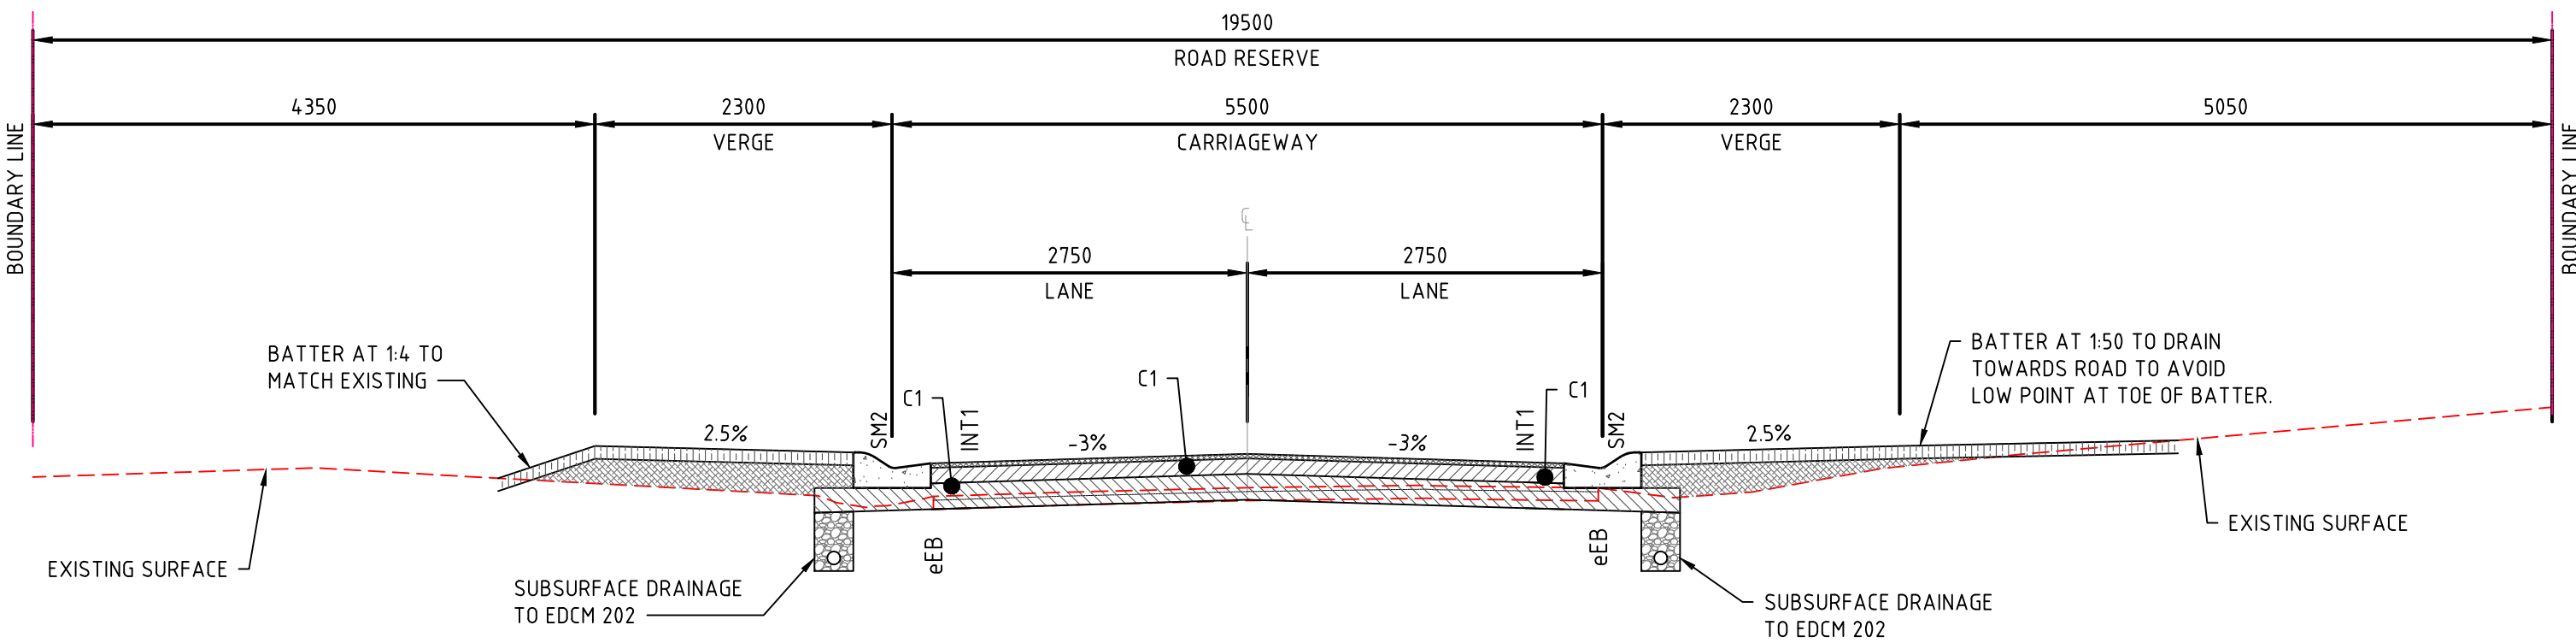 19500
ROAD RESERVE
4350
2300
5500
2300
5050
VERGE
CARRIAGEWAY
VERGE
BOUNDARY LINE
BOUNDARY LINE
℄
2750
2750
LANE
LANE
BATTER AT 1:4 TO
MATCH EXISTING
BATTER AT 1:50 TO DRAIN
TOWARDS ROAD TO AVOID
LOW POINT AT TOE OF BATTER.
C1
C1
C1
SM2
INT1
INT1
SM2
2.5%
-3%
-3%
2.5%
EXISTING SURFACE
EXISTING SURFACE
eEB
eEB
SUBSURFACE DRAINAGE
TO EDCM 202
SUBSURFACE DRAINAGE
TO EDCM 202